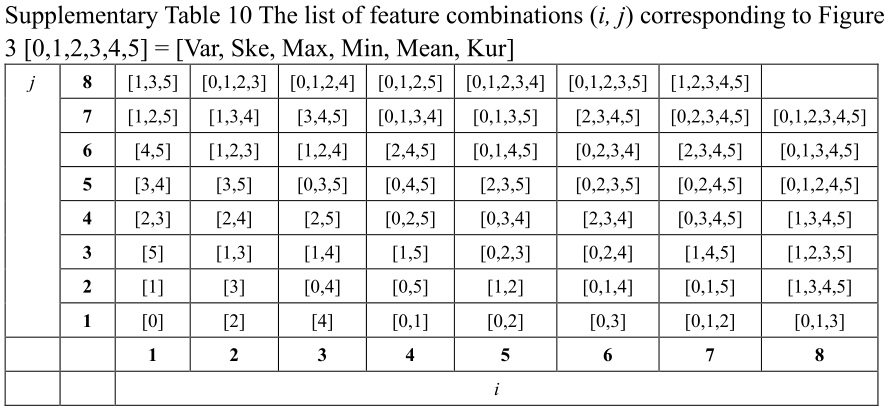 Supplementary Table 10 The list of feature combinations (i, j) corresponding to Figure
3 [0,1,2,3,4,5] = [Var, Ske, Max, Min, Mean, Kur]
j 8 [1,3,5] [0,1,2,3] [0,1,2,4] [0,1,2,5] [0,1,2,3,4] [0,1,2,3,5] [1,2,3,4,5]
7 [1,2,5] [1,3,4] [3,4,5] [0,1,3,4] [0,1,3,5] [2,3,4,5] [0,2,3,4,5] [0,1,2,3,4,5]
6 [4,5] [1,2,3] [1,2,4] [2,4,5] [0,1,4,5] [0,2,3,4] [2,3,4,5] [0,1,3,4,5]
5 [3,4] [3,5] [0,3,5] [0,4,5] [2,3,5] [0,2,3,5] [0,2,4,5] [0,1,2,4,5]
4 [2,3] [2,4] [2,5] [0,2,5] [0,3,4] [2,3,4] [0,3,4,5] [1,3,4,5]
3 [5] [1,3] [1,4] [1,5] [0,2,3] [0,2,4] [1,4,5] [1,2,3,5]
2 [1] [3] [0,4] [0,5] [1,2] [0,1,4] [0,1,5] [1,3,4,5]
1 [0] [2] [4] [0,1] [0,2] [0,3] [0,1,2] [0,1,3]
1 2 3 4 5 6 7 8
i